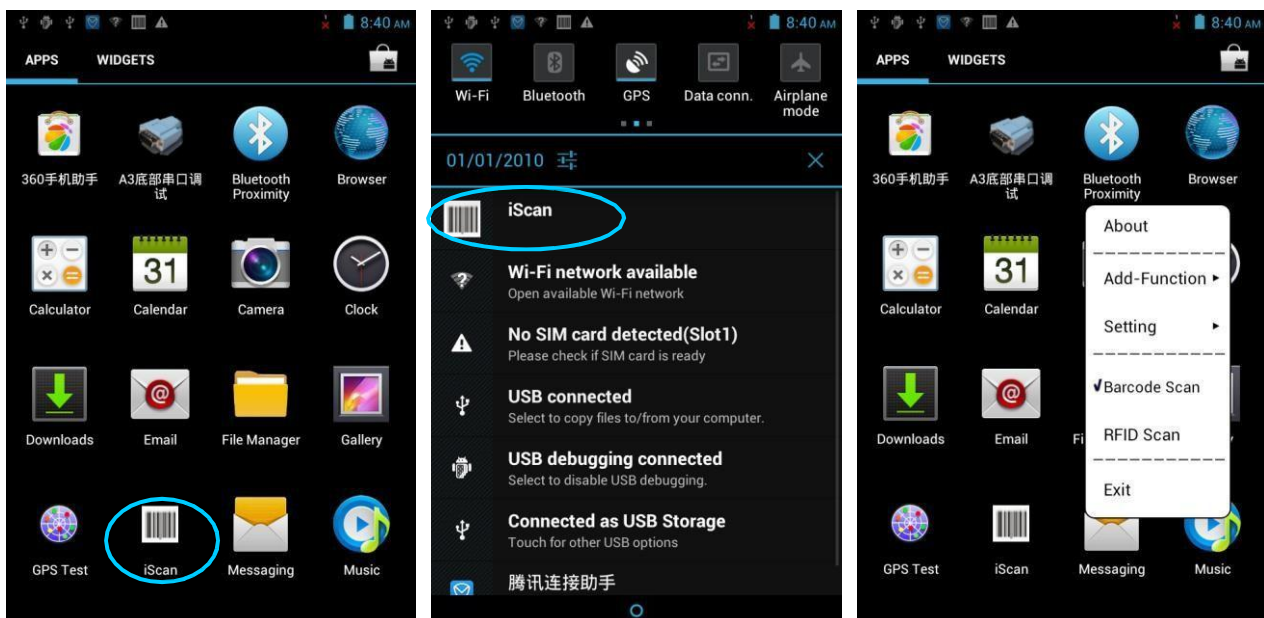 8:40 AM
APPS WIDGETS
360手机助手 A3底部串口调试 Bluetooth Proximity Browser
Calculator Calendar Camera Clock
31
Downloads Email File Manager Gallery
GPS Test iScan Messaging Music
8:40 AM
Wi-Fi Bluetooth GPS Data conn. Airplane mode
01/01/2010
iScan
Wi-Fi network available
Open available Wi-Fi network
No SIM card detected(Slot1)
Please check if SIM card is ready
USB connected
Select to copy files to/from your computer.
USB debugging connected
Select to disable USB debugging.
Connected as USB Storage
Touch for other USB options
腾讯连接助手
8:40 AM
APPS WIDGETS
360手机助手 A3底部串口调试 Bluetooth Proximity Browser
31
Calculator Calendar
Downloads Email Fi
GPS Test iScan Messaging Music
About
Add-Function
Setting
Barcode Scan
RFID Scan
Exit